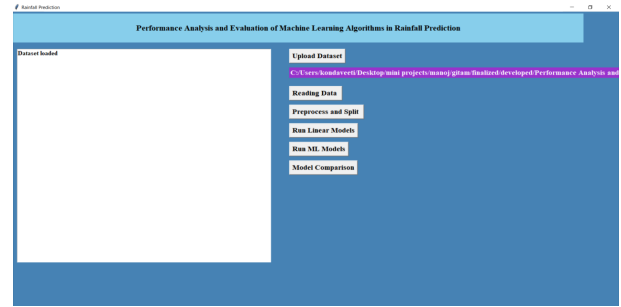 Rainfall Prediction
Performance Analysis and Evaluation of Machine Learning Algorithms in Rainfall Prediction
Dataset loaded
Upload Dataset
C:/Users/kondaveeti/Desktop/mini projects/manoj/gitam/finalized/developed/Performance Analysis and
Reading Data
Preprocess and Split
Run Linear Models
Run ML Models
Model Comparison